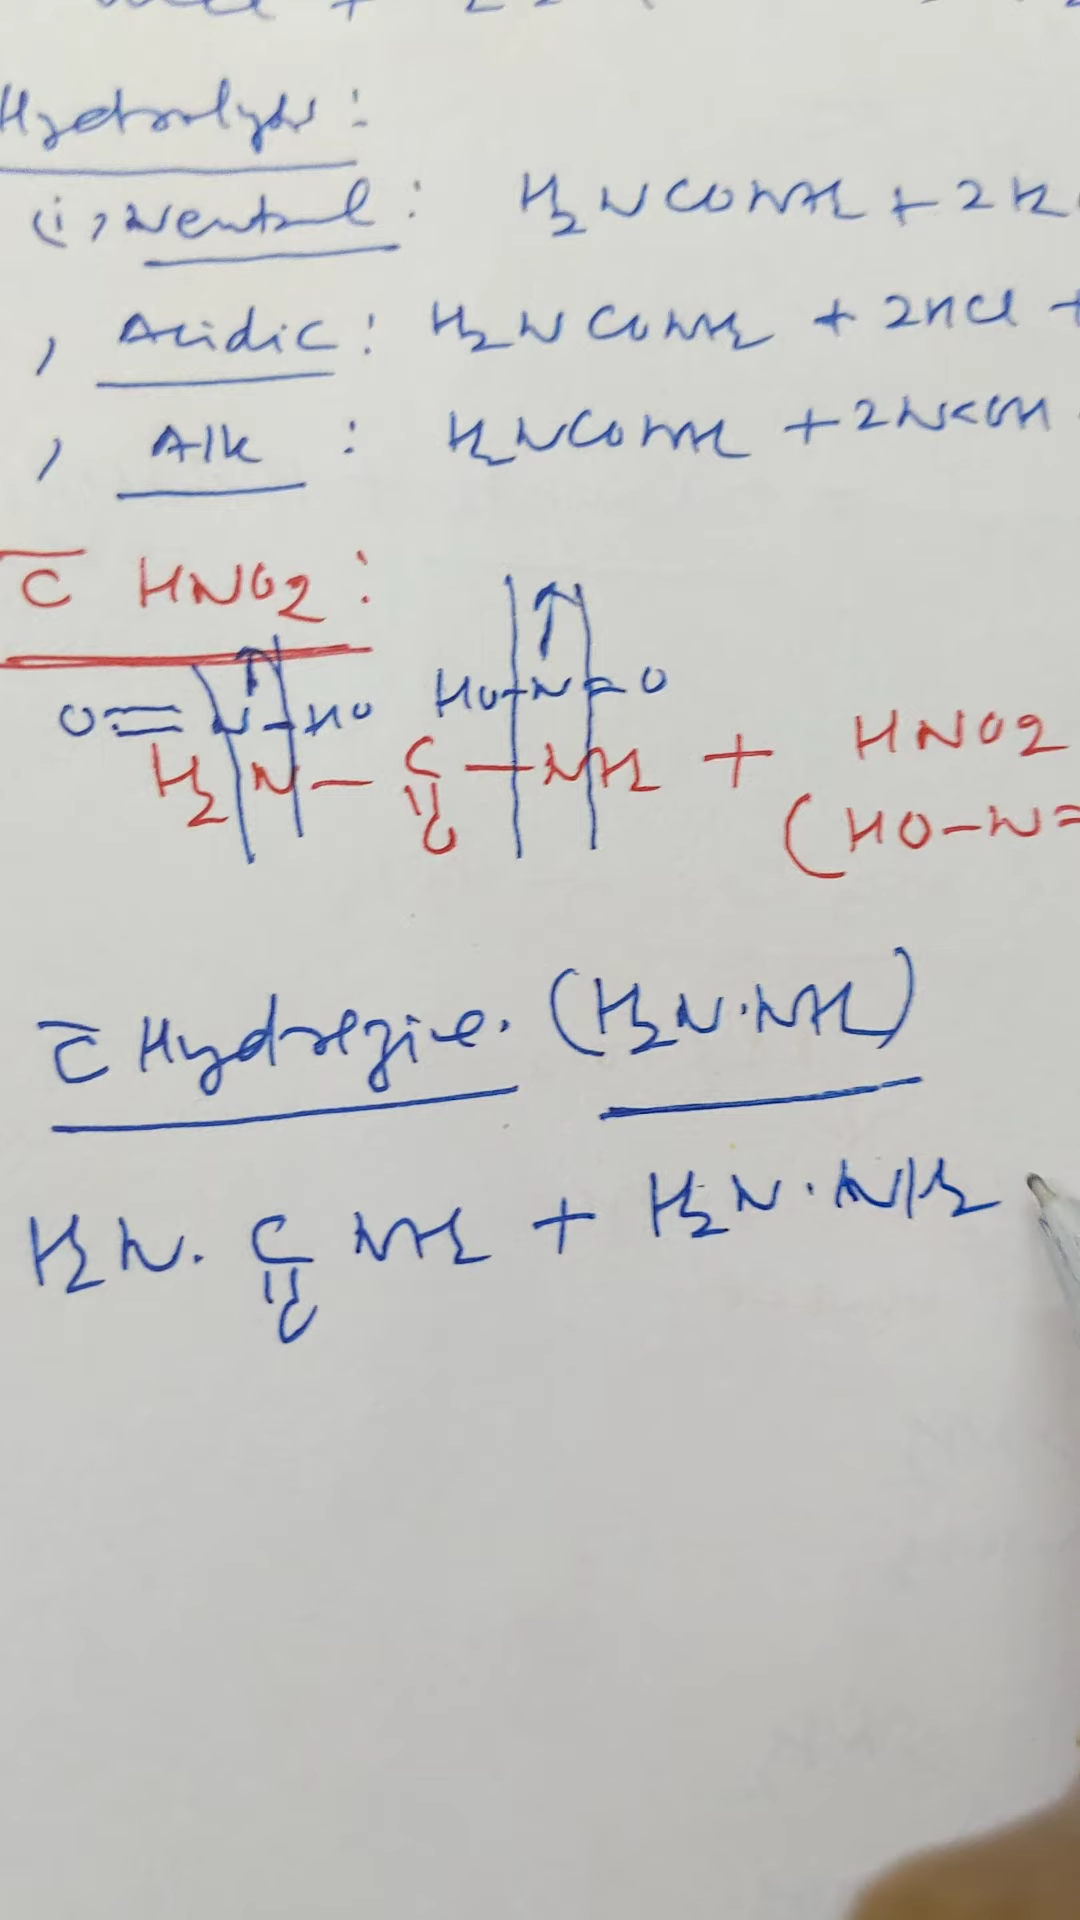 Hydrolysis:
(i) Neutral: H2NCONH2 + 2H
, Acidic: H2NCONH2 + 2HCl +
, Alk : H2NCONH2 + 2NaOH
c̄ HNO2:
O=N-HO HO-N=O
H2N-C-NH2 + HNO2
O (HO-N=
c̄ Hydrazine. (H2N.NH2)
H2N. C NH2 + H2N.NH2
O